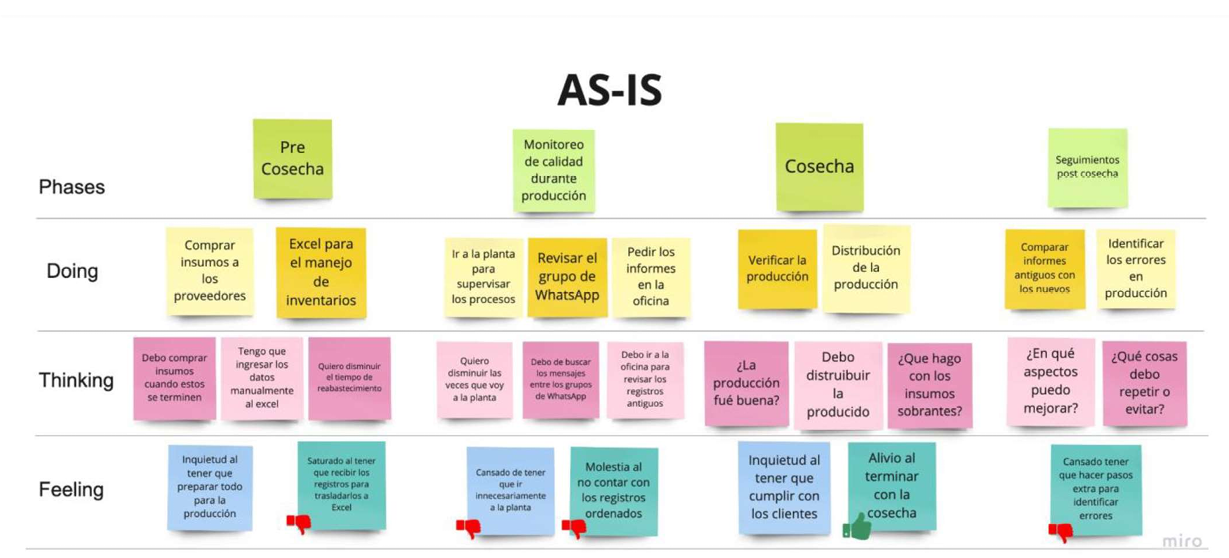 AS-IS
Phases
Pre
Cosecha
Monitoreo
de calidad
durante
producción
Cosecha
Seguimientos
post cosecha
Doing
Comprar
insumos a
los
proveedores
Excel para
el manejo
de
inventarios
Ir a la planta
para
supervisar
los procesos
Revisar el
grupo de
WhatsApp
Pedir los
informes
en la
oficina
Verificar la
producción
Distribución
de la
producción
Comparar
informes
antiguos con
los nuevos
Identificar
los errores
en
producción
Thinking
Debo comprar
insumos
cuando estos
se terminen
Tengo que
ingresar los
datos
manualmente
al excel
Quiero disminuir
el tiempo de
reabastecimiento
Quiero
disminuir las
veces que voy
a la planta
Debo de buscar
los mensajes
entre los grupos
de WhatsApp
Debo ir a la
oficina para
revisar los
registros
antiguos
¿La
producción
fué buena?
Debo
distruibuir
la
producido
¿Que hago
con los
insumos
sobrantes?
¿En qué
aspectos
puedo
mejorar?
¿Qué cosas
debo
repetir o
evitar?
Feeling
Inquietud al
tener que
preparar todo
para la
producción
Saturado al tener
que recibir los
registros para
trasladarlos a
Excel
Cansado de tener
que ir
innecesariamente
a la planta
Molestia al
no contar con
los registros
ordenados
Inquietud al
tener que
cumplir con
los clientes
Alivio al
terminar
con la
cosecha
Cansado tener
que hacer pasos
extra para
identificar
errores
miro